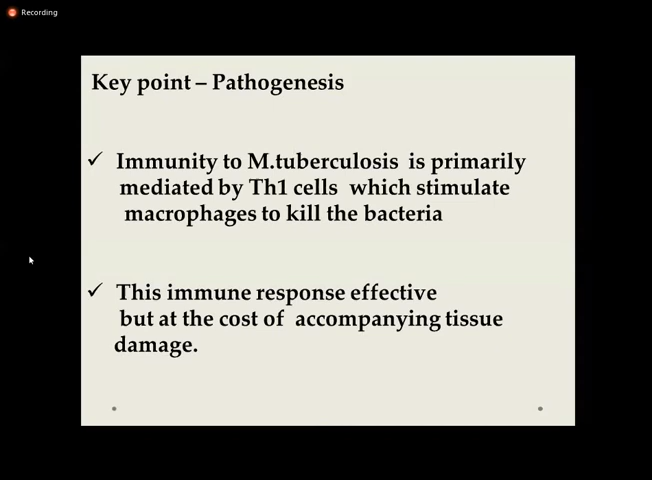 Recording
Key point – Pathogenesis
✓ Immunity to M.tuberculosis is primarily
mediated by Th1 cells which stimulate
macrophages to kill the bacteria
✓ This immune response effective
but at the cost of accompanying tissue
damage.